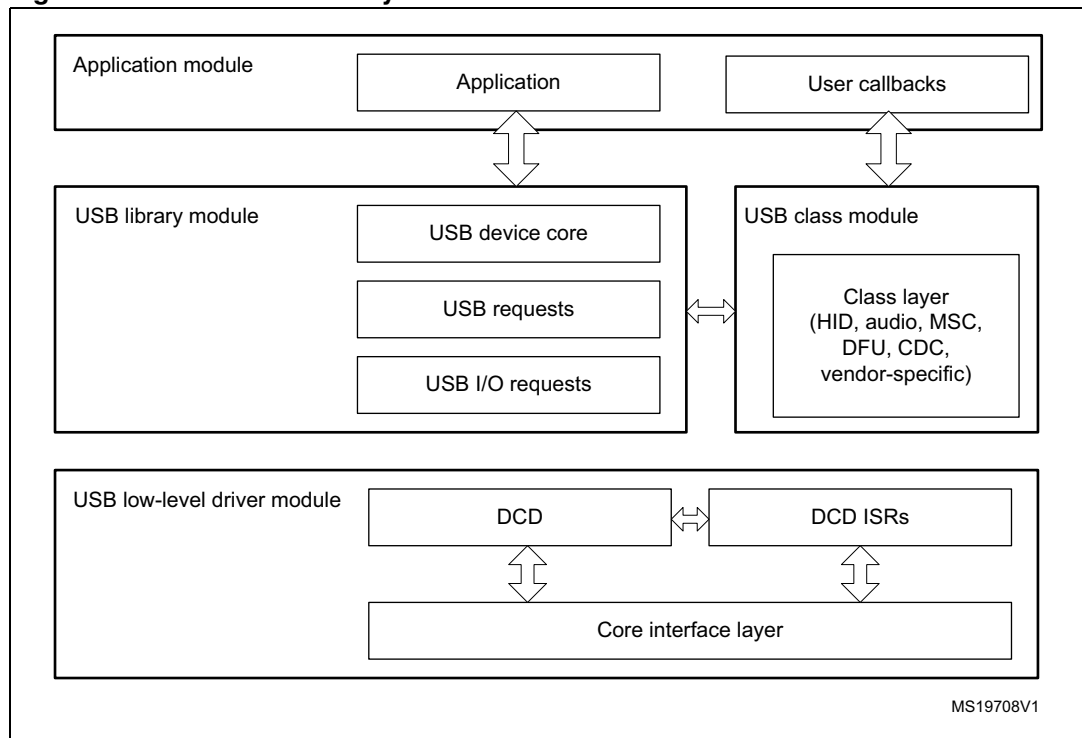 Application module
Application
User callbacks
USB library module
USB device core
USB requests
USB I/O requests
USB class module
Class layer
(HID, audio, MSC,
DFU, CDC,
vendor-specific)
USB low-level driver module
DCD
DCD ISRs
Core interface layer
MS19708V1